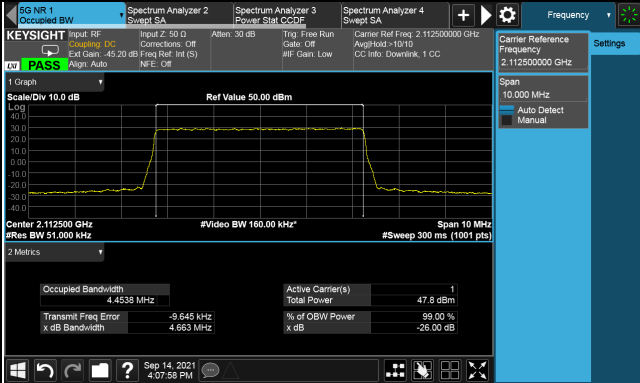 5G NR 1
Occupied BW
Spectrum Analyzer 2
Swept SA
Spectrum Analyzer 3
Power Stat CCDF
Spectrum Analyzer 4
Swept SA
Frequency
KEYSIGHT
LXI
PASS
Input: RF
Coupling: DC
Ext Gain: -45.20 dB
Align: Auto
Input Z: 50 Ω
Corrections: Off
Freq Ref: Int (S)
NFE: Off
Atten: 30 dB
Trig: Free Run
Gate: Off
#IF Gain: Low
Carrier Ref Freq: 2.112500000 GHz
Avg|Hold:>10/10
CC Info: Downlink, 1 CC
Carrier Reference
Frequency
2.112500000 GHz
Settings
Span
10.000 MHz
Auto Detect
Manual
1 Graph
Scale/Div 10.0 dB
Ref Value 50.00 dBm
Log
40.0
30.0
20.0
10.0
0.00
-10.0
-20.0
-30.0
-40.0
Center 2.112500 GHz
#Res BW 51.000 kHz
#Video BW 160.00 kHz*
Span 10 MHz
#Sweep 300 ms (1001 pts)
2 Metrics
Occupied Bandwidth
4.4538 MHz
Active Carrier(s) 1
Total Power 47.8 dBm
Transmit Freq Error -9.645 kHz
x dB Bandwidth 4.663 MHz
% of OBW Power 99.00 %
x dB -26.00 dB
Sep 14, 2021
4:07:58 PM